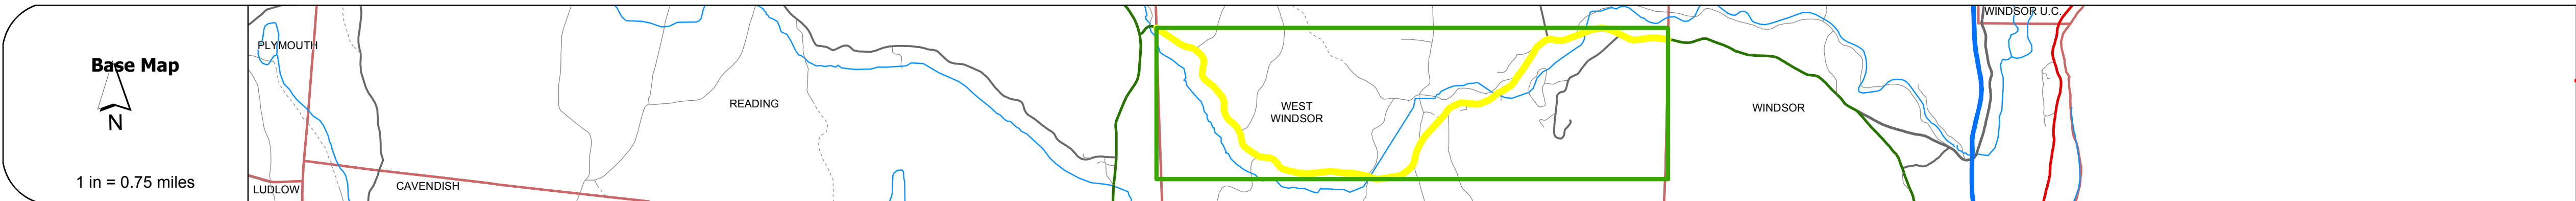 Base Map
N
1 in = 0.75 miles
PLYMOUTH
LUDLOW
CAVENDISH
READING
WEST
WINDSOR
WINDSOR
WINDSOR U.C.